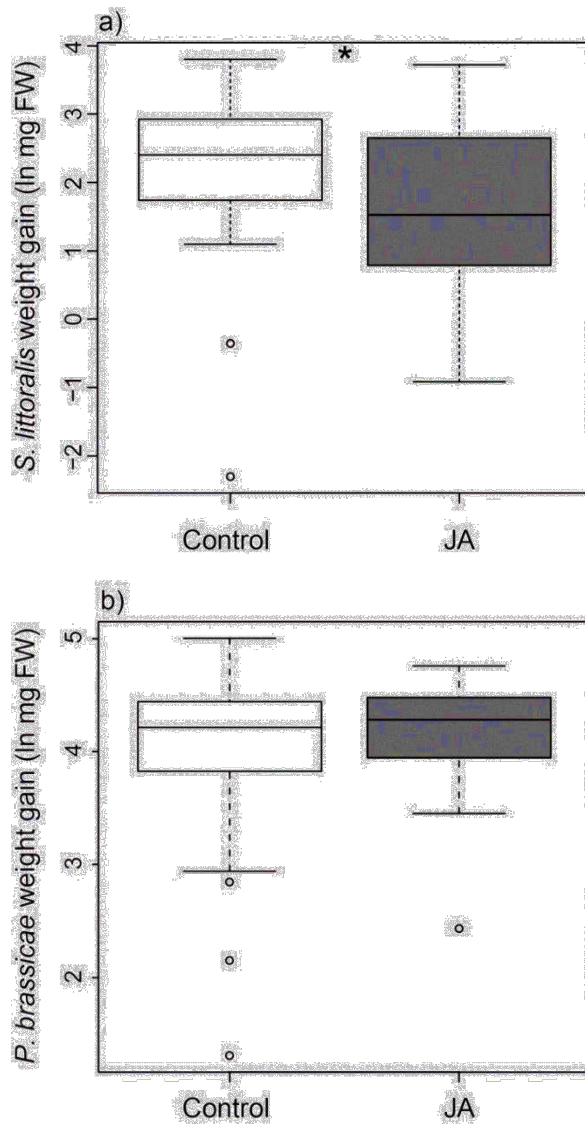 a)
*
S. littoralis weight gain (ln mg FW)
4
3
2
1
0
−1
−2
Control JA
b)
P. brassicae weight gain (ln mg FW)
5
4
3
2
Control JA